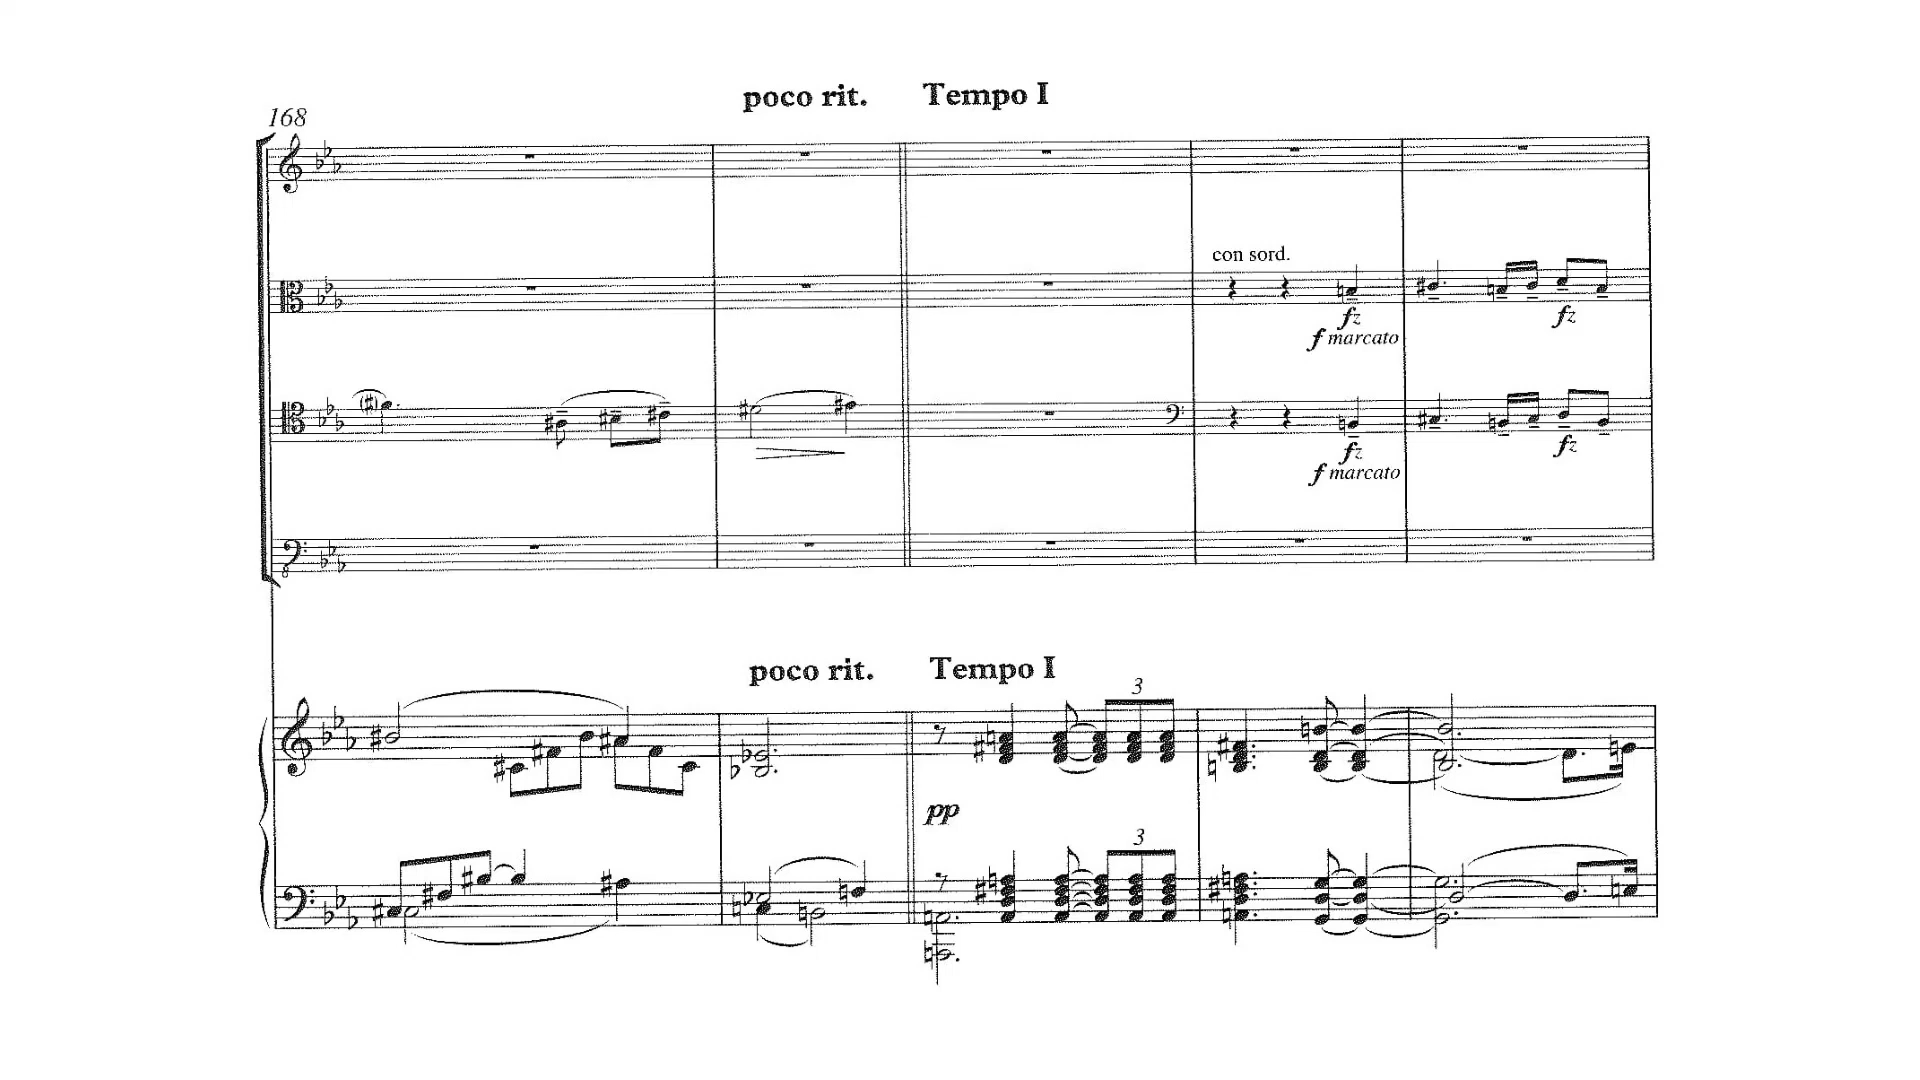 poco rit. Tempo I
168
con sord.
fz fz
f marcato
fz fz
f marcato
poco rit. Tempo I
3
pp
3